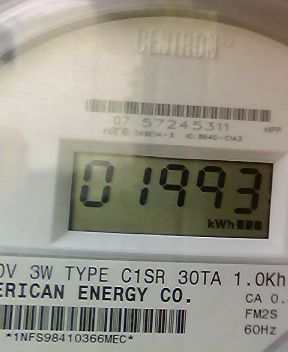 CENTRON®
07 57245311 HPP
01993
kWh
0V 3W TYPE C1SR 30TA 1.0Kh
ERICAN ENERGY CO.
CA 0.
FM2S
60Hz
*1NFS98410366MEC*